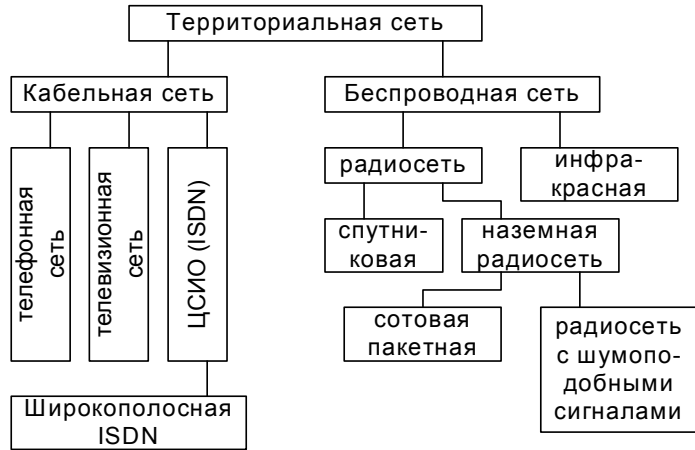 Территориальная сеть
Кабельная сеть
Беспроводная сеть
телефонная
сеть
телевизионная
сеть
ЦСИО (ISDN)
радиосеть
инфра-
красная
спутни-
ковая
наземная
радиосеть
сотовая
пакетная
радиосеть
с шумопо-
добными
сигналами
Широкополосная
ISDN